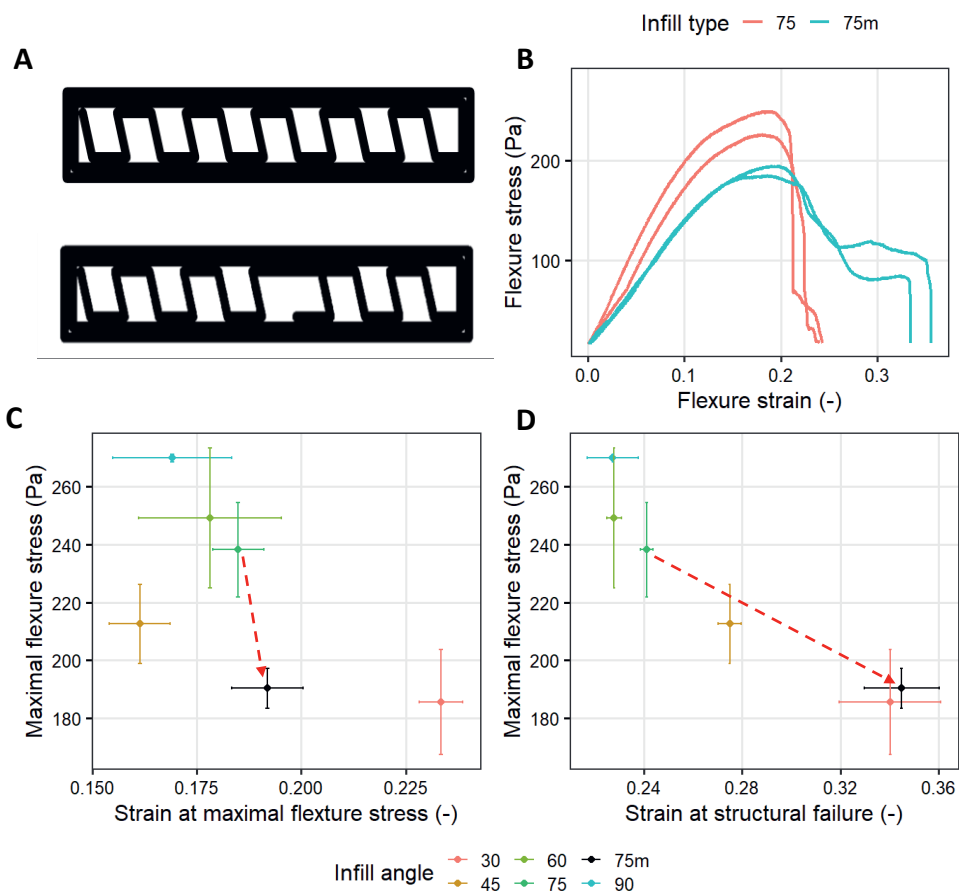 Infill type 75 75m
A
B
Flexure stress (Pa)
200
100
0.0 0.1 0.2 0.3
Flexure strain (-)
C
Maximal flexure stress (Pa)
260
240
220
200
180
0.150 0.175 0.200 0.225
Strain at maximal flexture stress (-)
D
Maximal flexure stress (Pa)
260
240
220
200
180
0.24 0.28 0.32 0.36
Strain at structural failure (-)
Infill angle
30 60 75m
45 75 90